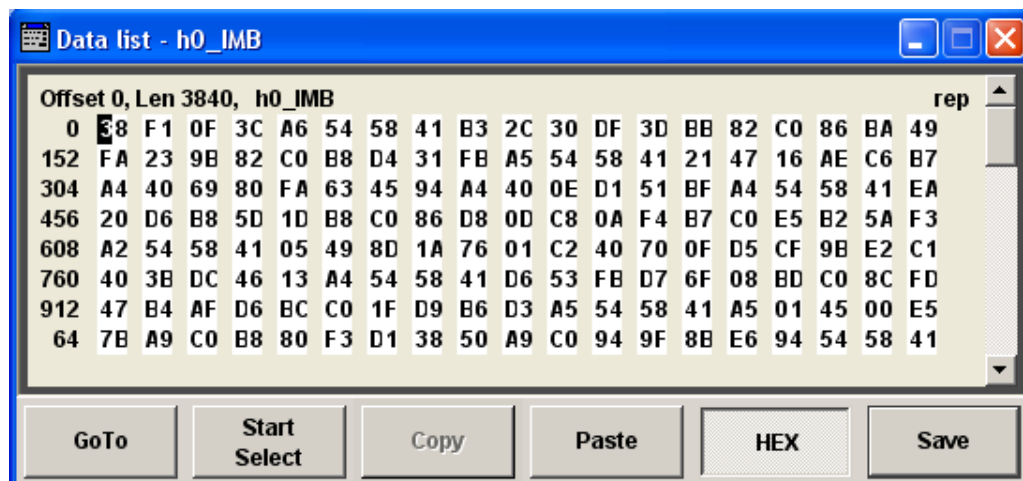 Data list - h0_IMB
Offset 0, Len 3840, h0_IMB rep
0 38 F1 0F 3C A6 54 58 41 B3 2C 30 DF 3D BB 82 C0 86 BA 49
152 FA 23 9B 82 C0 B8 D4 31 FB A5 54 58 41 21 47 16 AE C6 B7
304 A4 40 69 80 FA 63 45 94 A4 40 0E D1 51 BF A4 54 58 41 EA
456 20 D6 B8 5D 1D B8 C0 86 D8 0D C8 0A F4 B7 C0 E5 B2 5A F3
608 A2 54 58 41 05 49 8D 1A 76 01 C2 40 70 0F D5 CF 9B E2 C1
760 40 3B DC 46 13 A4 54 58 41 D6 53 FB D7 6F 08 BD C0 8C FD
912 47 B4 AF D6 BC C0 1F D9 B6 D3 A5 54 58 41 A5 01 45 00 E5
64 7B A9 C0 B8 80 F3 D1 38 50 A9 C0 94 9F 8B E6 94 54 58 41
GoTo
Start Select
Copy
Paste
HEX
Save